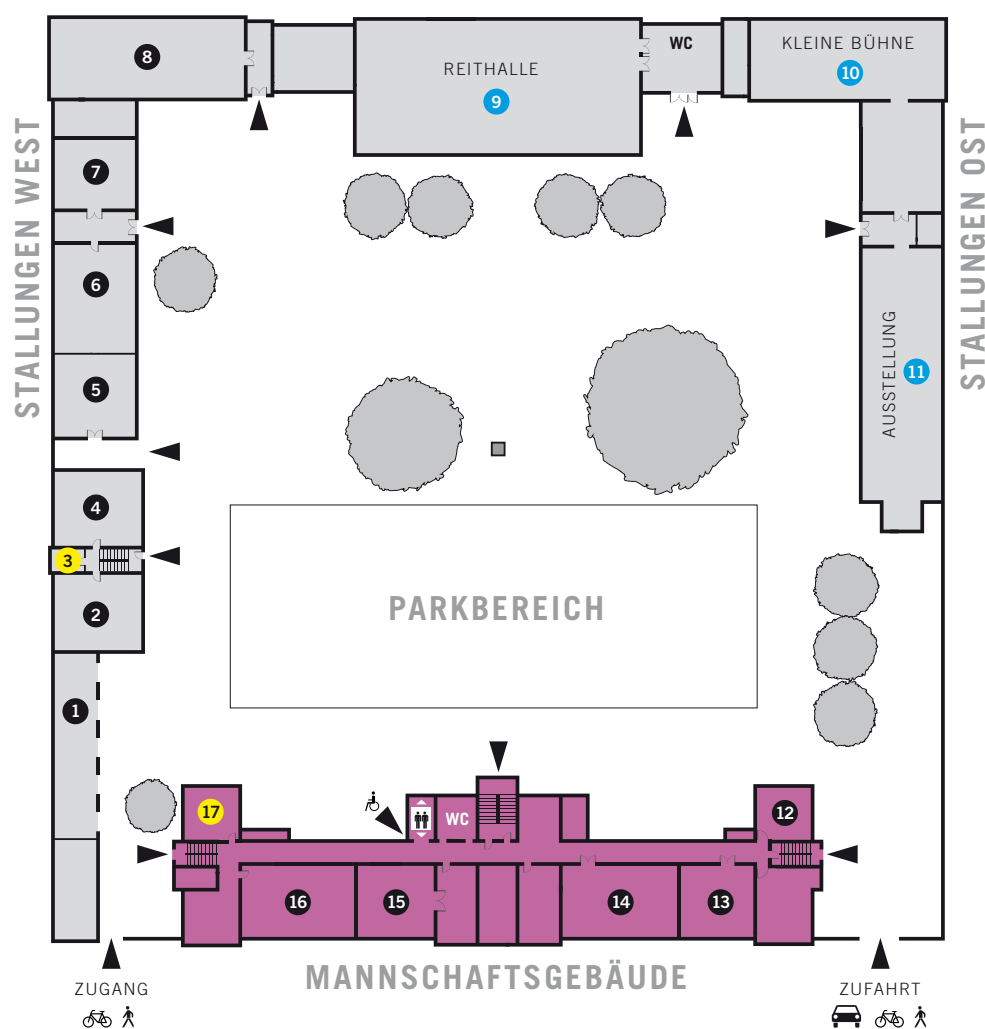 8
REITHALLE
9
WC
KLEINE BÜHNE
10
STALLUNGEN WEST
STALLUNGEN OST
7
6
5
AUSSTELLUNG
11
4
3
2
PARKBEREICH
1
17
WC
12
16
15
14
13
MANNSCHAFTSGEBÄUDE
ZUGANG
ZUFAHRT